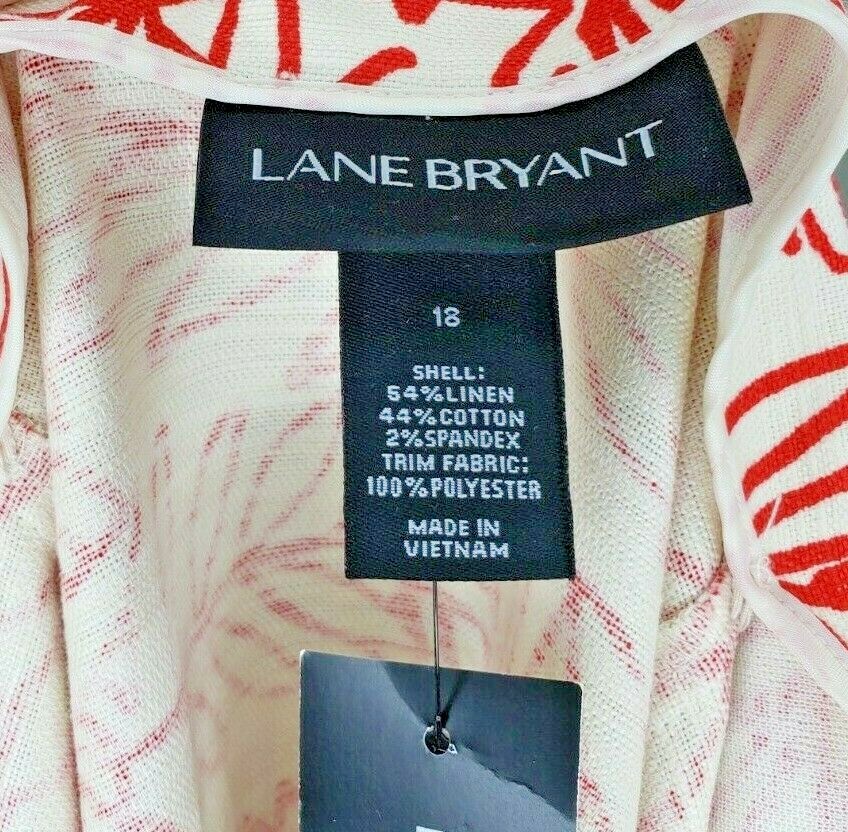 LANE BRYANT
18
SHELL:
54%LINEN
44%COTTON
2%SPANDEX
TRIM FABRIC:
100%POLYESTER
MADE IN
VIETNAM